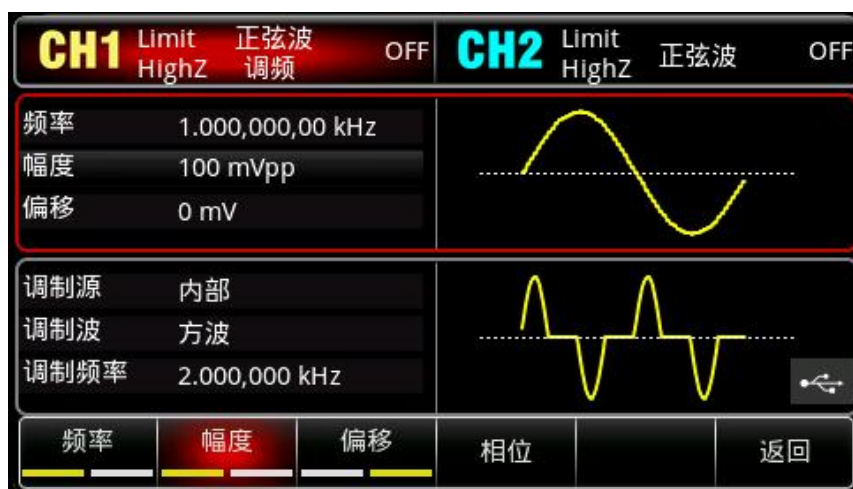 CH1 Limit 正弦波 OFF CH2 Limit 正弦波 OFF
HighZ 调频 HighZ
频率 1.000,000,00 kHz
幅度 100 mVpp
偏移 0 mV
调制源 内部
调制波 方波
调制频率 2.000,000 kHz
频率 幅度 偏移 相位 返回